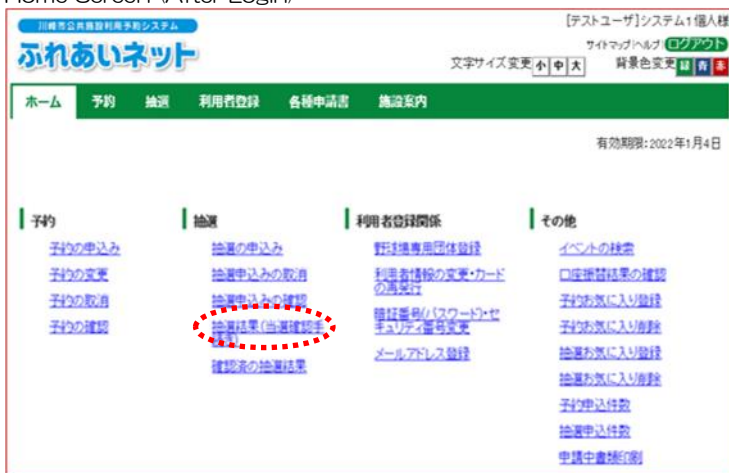 Home Screen (After Login)
川崎市公共施設利用予約システム
ふれあいネット
[テストユーザ]システム1個人様
サイトマップ|ヘルプ|ログアウト
文字サイズ変更 小 中 大 背景色変更 緑 青 赤
ホーム 予約 抽選 利用者登録 各種申請書 施設案内
有効期限:2022年1月4日
予約
予約の申込み
予約の変更
予約の取消
予約の確認
抽選
抽選の申込み
抽選申込みの取消
抽選申込みの確認
抽選結果(当選確認手
続き)
確認済の抽選結果
利用者登録関係
野球場専用団体登録
利用者情報の変更・カード
の再発行
暗証番号(パスワード)・セ
キュリティ番号変更
メールアドレス登録
その他
イベントの検索
口座振替結果の確認
予約お気に入り登録
予約お気に入り削除
抽選お気に入り登録
抽選お気に入り削除
予約申込件数
抽選申込件数
申請中書類印刷